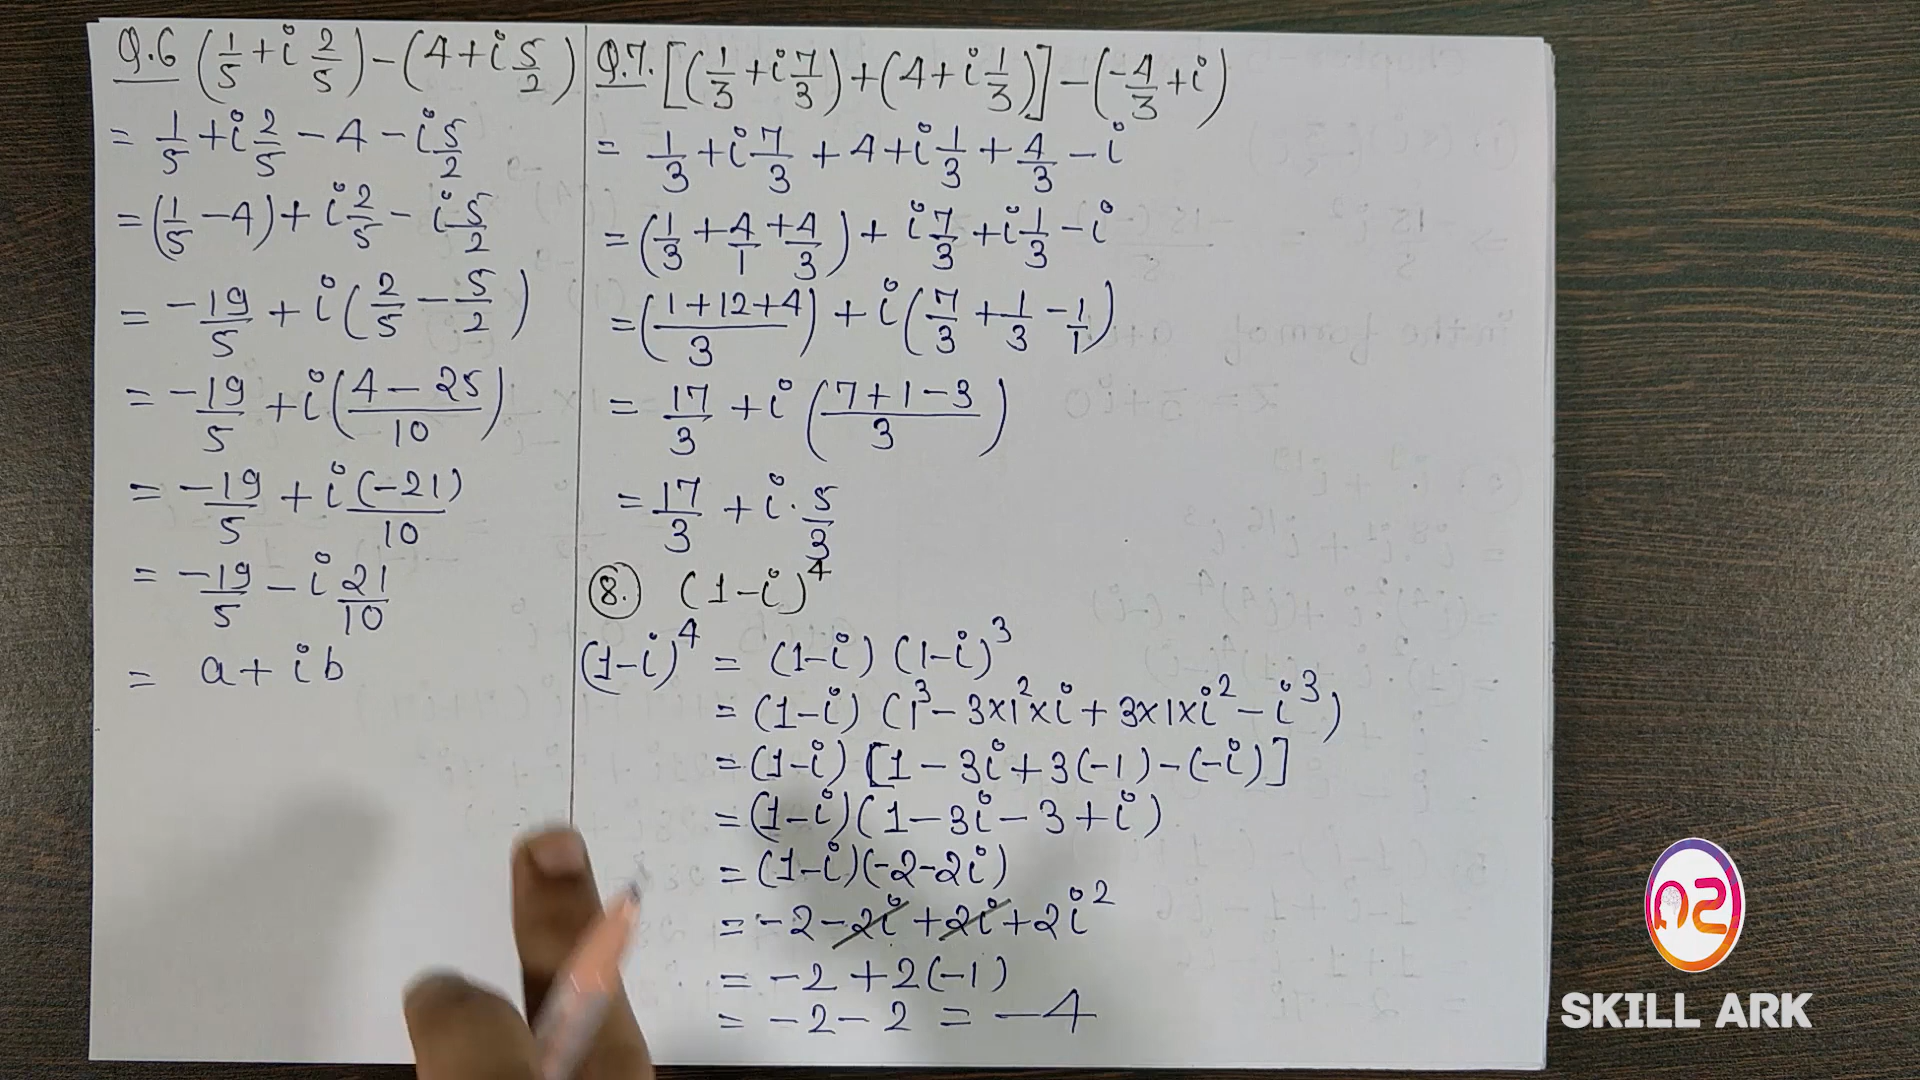 Q.6 (1/5 + i 2/5) - (4 + i 5/2)
= 1/5 + i 2/5 - 4 - i 5/2
= (1/5 - 4) + i 2/5 - i 5/2
= -19/5 + i (2/5 - 5/2)
= -19/5 + i (4 - 25)/10
= -19/5 + i (-21)/10
= -19/5 - i 21/10
= a + ib
Q.7. [(1/3 + i 7/3) + (4 + i 1/3)] - (-4/3 + i)
= 1/3 + i 7/3 + 4 + i 1/3 + 4/3 - i
= (1/3 + 4/1 + 4/3) + i 7/3 + i 1/3 - i
= ((1+12+4)/3) + i (7/3 + 1/3 - 1/1)
= 17/3 + i ((7+1-3)/3)
= 17/3 + i . 5/3
8. (1-i)^4
(1-i)^4 = (1-i) (1-i)^3
= (1-i) (1^3 - 3×1^2×i + 3×1×i^2 - i^3)
= (1-i) [1 - 3i + 3(-1) - (-i)]
= (1-i) (1 - 3i - 3 + i)
= (1-i)(-2-2i)
= -2 - 2i + 2i + 2i^2
= -2 + 2(-1)
= -2 - 2 = -4
SKILL ARK